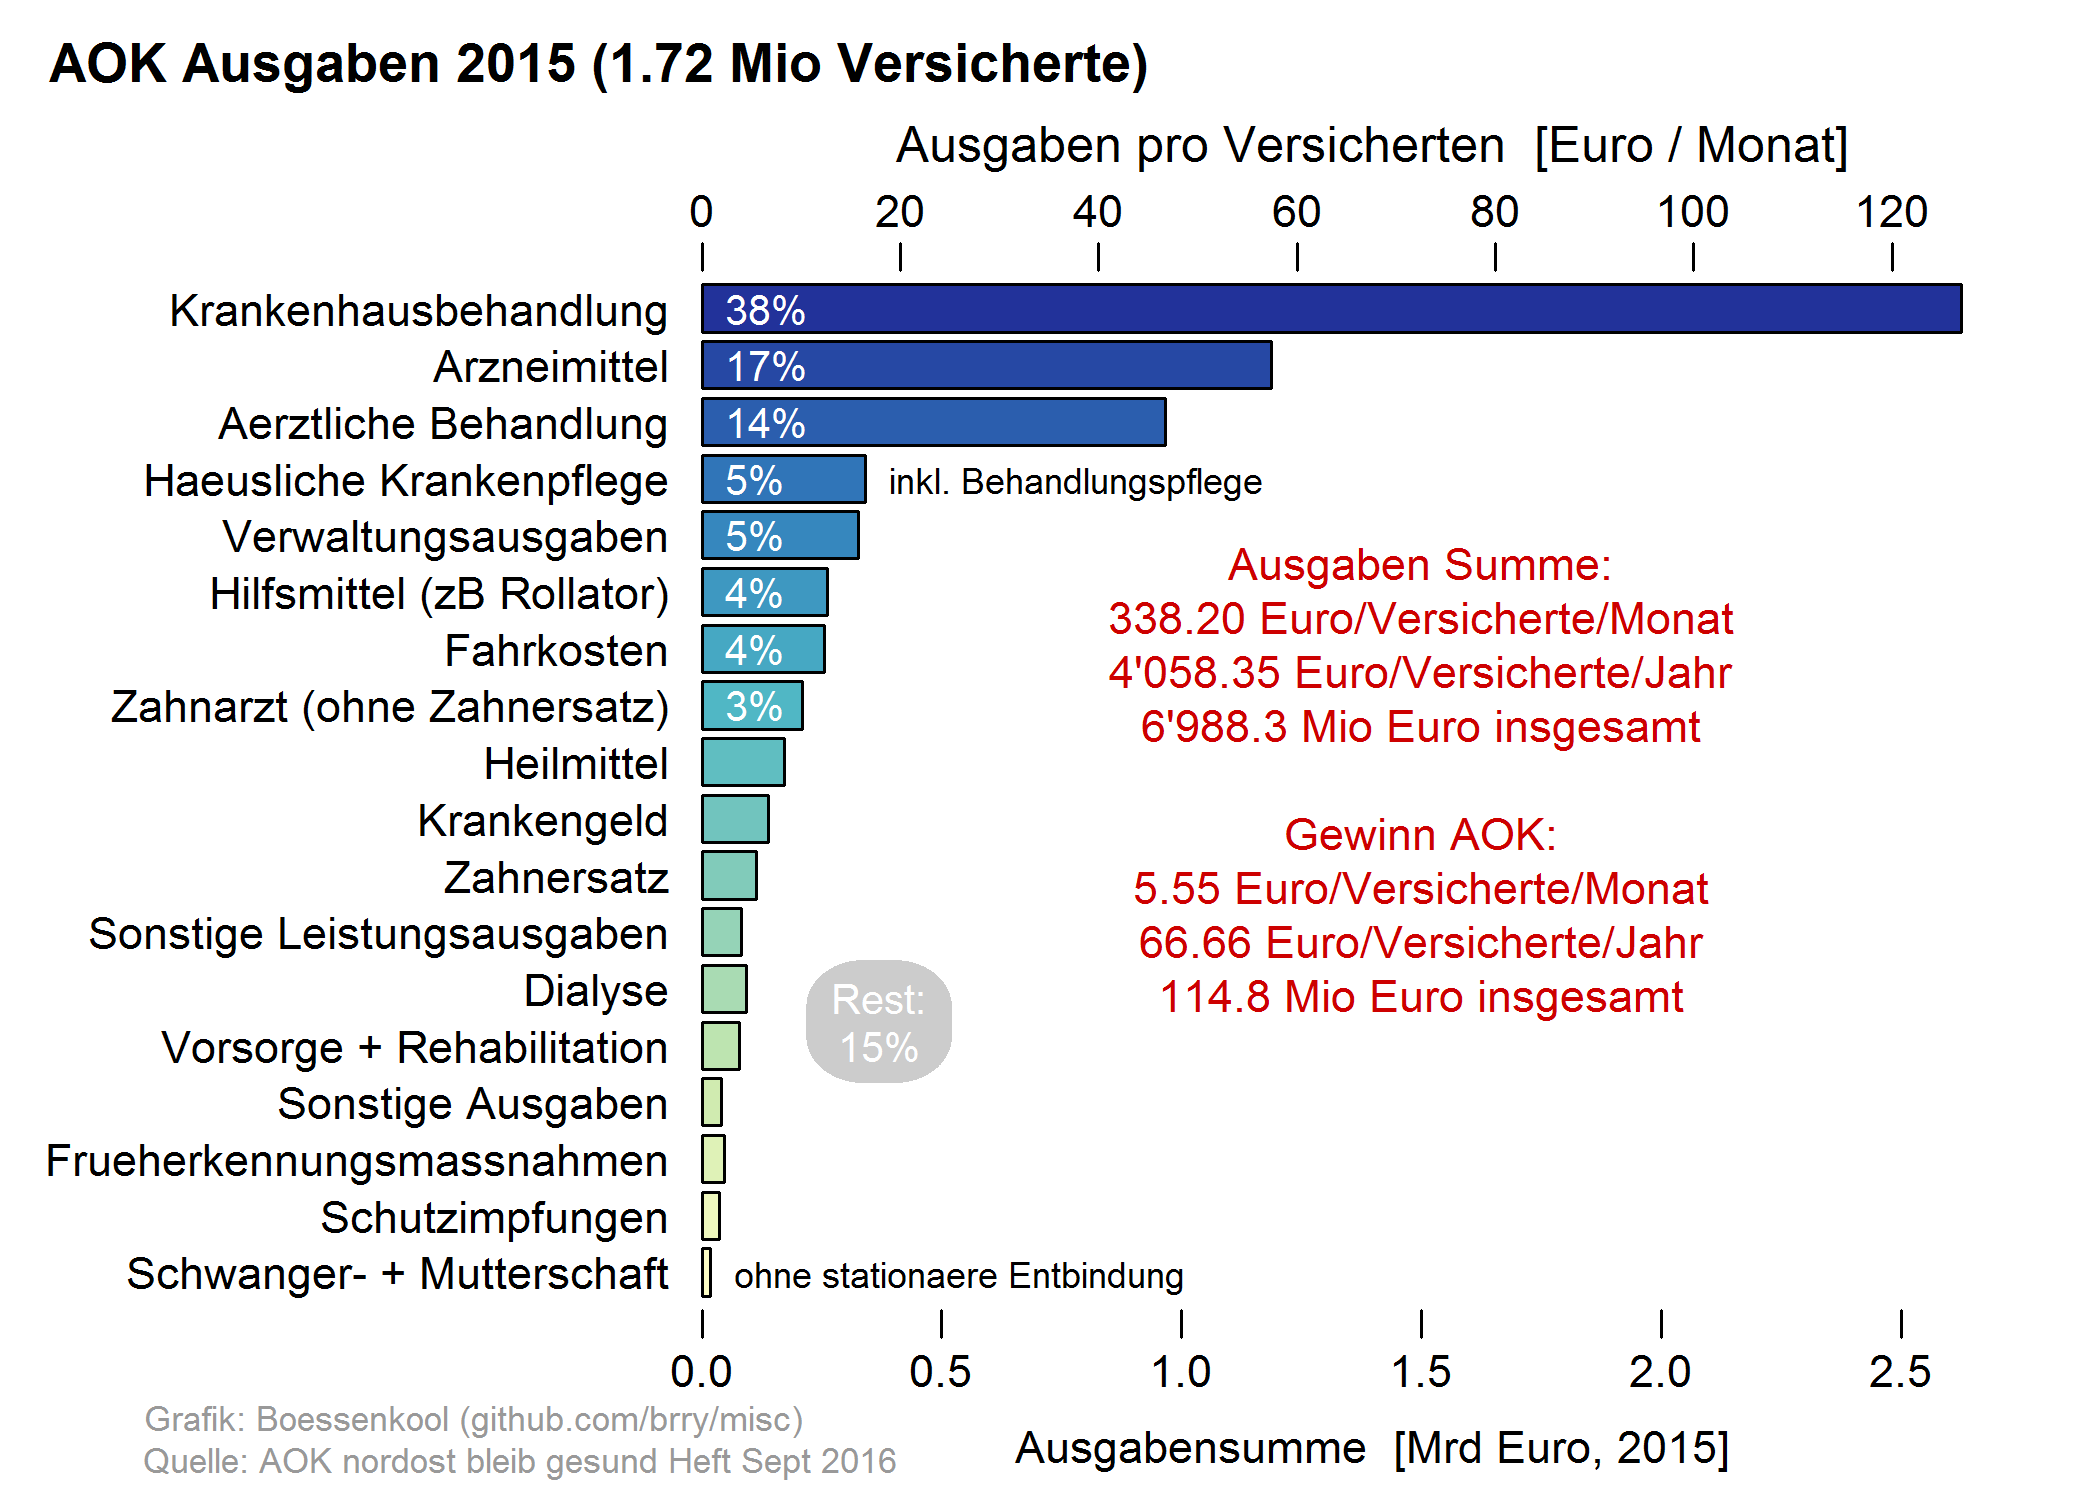 AOK Ausgaben 2015 (1.72 Mio Versicherte)
Ausgaben pro Versicherten [Euro / Monat]
0 20 40 60 80 100 120
Krankenhausbehandlung 38%
Arzneimittel 17%
Aerztliche Behandlung 14%
Haeusliche Krankenpflege 5% inkl. Behandlungspflege
Verwaltungsausgaben 5%
Hilfsmittel (zB Rollator) 4%
Fahrkosten 4%
Zahnarzt (ohne Zahnersatz) 3%
Heilmittel
Krankengeld
Zahnersatz
Sonstige Leistungsausgaben
Dialyse
Vorsorge + Rehabilitation
Sonstige Ausgaben
Frueherkennungsmassnahmen
Schutzimpfungen
Schwanger- + Mutterschaft ohne stationaere Entbindung
Rest:
15%
Ausgaben Summe:
338.20 Euro/Versicherte/Monat
4'058.35 Euro/Versicherte/Jahr
6'988.3 Mio Euro insgesamt
Gewinn AOK:
5.55 Euro/Versicherte/Monat
66.66 Euro/Versicherte/Jahr
114.8 Mio Euro insgesamt
0.0 0.5 1.0 1.5 2.0 2.5
Ausgabensumme [Mrd Euro, 2015]
Grafik: Boessenkool (github.com/brry/misc)
Quelle: AOK nordost bleib gesund Heft Sept 2016